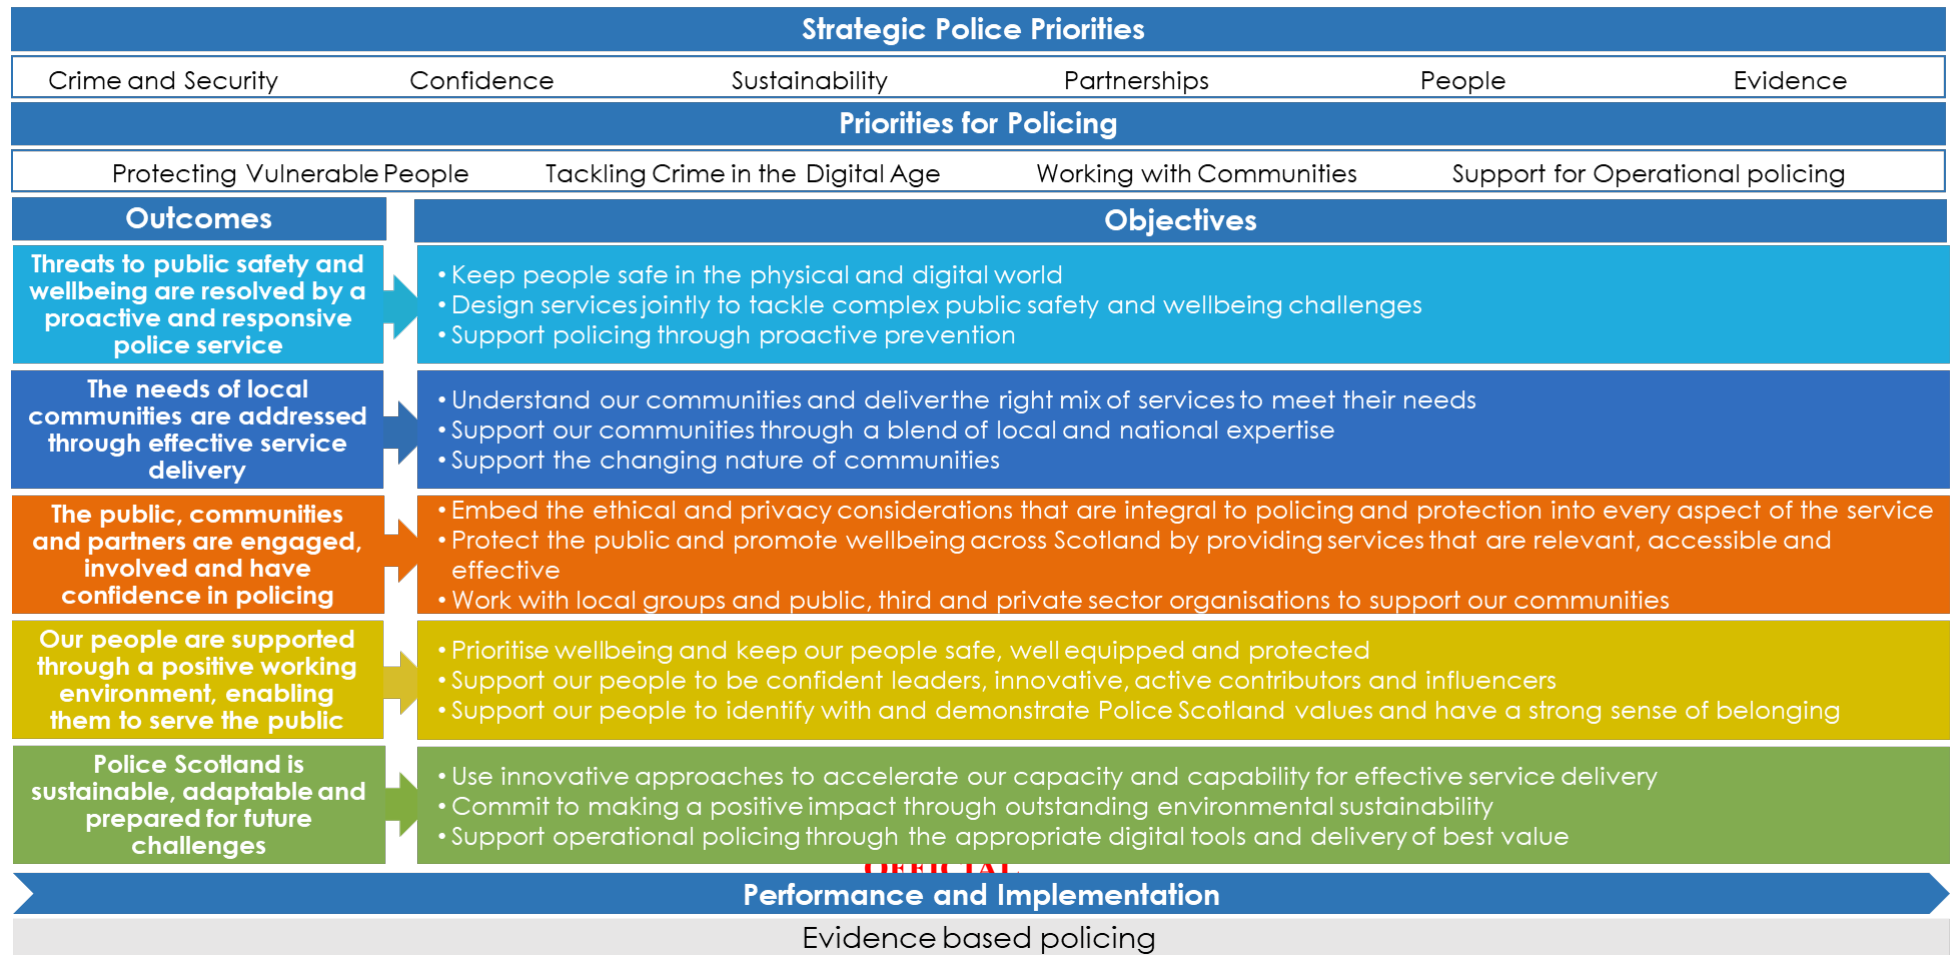 Strategic Police Priorities
Crime and Security Confidence Sustainability Partnerships People Evidence
Priorities for Policing
Protecting Vulnerable People Tackling Crime in the Digital Age Working with Communities Support for Operational policing
Outcomes
Objectives
Threats to public safety and
wellbeing are resolved by a
proactive and responsive
police service
• Keep people safe in the physical and digital world
• Design services jointly to tackle complex public safety and wellbeing challenges
• Support policing through proactive prevention
The needs of local
communities are addressed
through effective service
delivery
• Understand our communities and deliver the right mix of services to meet their needs
• Support our communities through a blend of local and national expertise
• Support the changing nature of communities
The public, communities
and partners are engaged,
involved and have
confidence in policing
• Embed the ethical and privacy considerations that are integral to policing and protection into every aspect of the service
• Protect the public and promote wellbeing across Scotland by providing services that are relevant, accessible and
effective
• Work with local groups and public, third and private sector organisations to support our communities
Our people are supported
through a positive working
environment, enabling
them to serve the public
• Prioritise wellbeing and keep our people safe, well equipped and protected
• Support our people to be confident leaders, innovative, active contributors and influencers
• Support our people to identify with and demonstrate Police Scotland values and have a strong sense of belonging
Police Scotland is
sustainable, adaptable and
prepared for future
challenges
• Use innovative approaches to accelerate our capacity and capability for effective service delivery
• Commit to making a positive impact through outstanding environmental sustainability
• Support operational policing through the appropriate digital tools and delivery of best value
OFFICIAL
Performance and Implementation
Evidence based policing